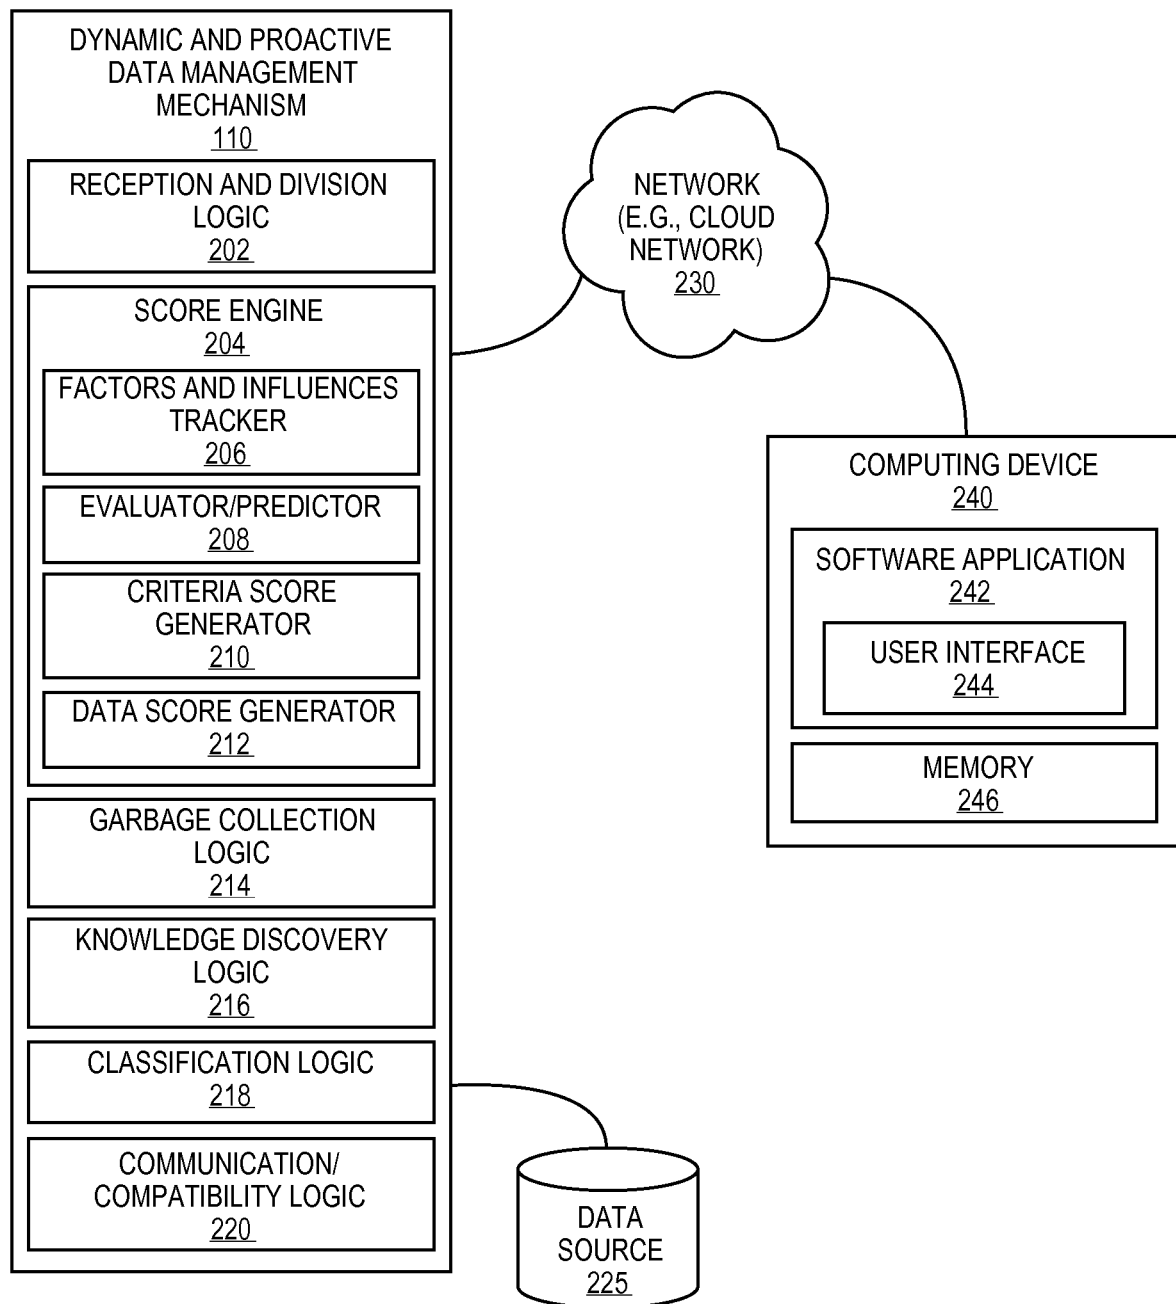 DYNAMIC AND PROACTIVE
DATA MANAGEMENT
MECHANISM
110
RECEPTION AND DIVISION
LOGIC
202
SCORE ENGINE
204
FACTORS AND INFLUENCES
TRACKER
206
EVALUATOR/PREDICTOR
208
CRITERIA SCORE
GENERATOR
210
DATA SCORE GENERATOR
212
GARBAGE COLLECTION
LOGIC
214
KNOWLEDGE DISCOVERY
LOGIC
216
CLASSIFICATION LOGIC
218
COMMUNICATION/
COMPATIBILITY LOGIC
220
NETWORK
(E.G., CLOUD
NETWORK)
230
COMPUTING DEVICE
240
SOFTWARE APPLICATION
242
USER INTERFACE
244
MEMORY
246
DATA
SOURCE
225